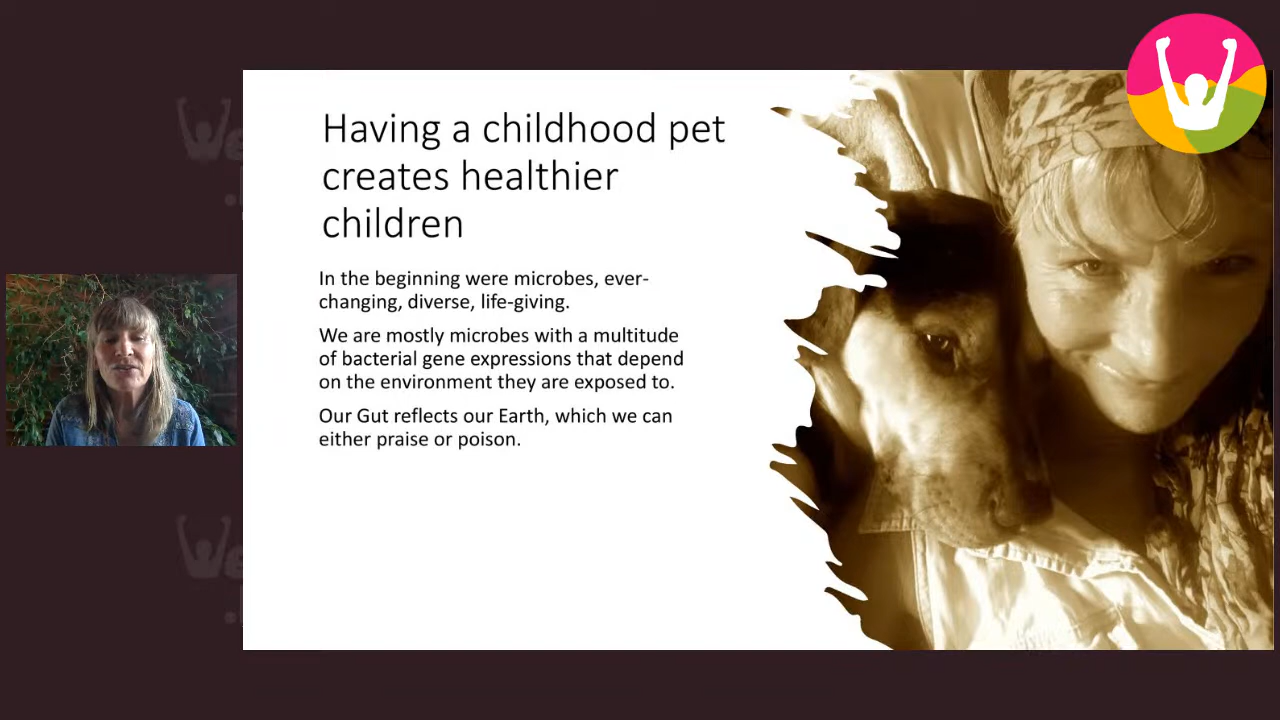 Having a childhood pet
creates healthier
children
In the beginning were microbes, ever-
changing, diverse, life-giving.
We are mostly microbes with a multitude
of bacterial gene expressions that depend
on the environment they are exposed to.
Our Gut reflects our Earth, which we can
either praise or poison.